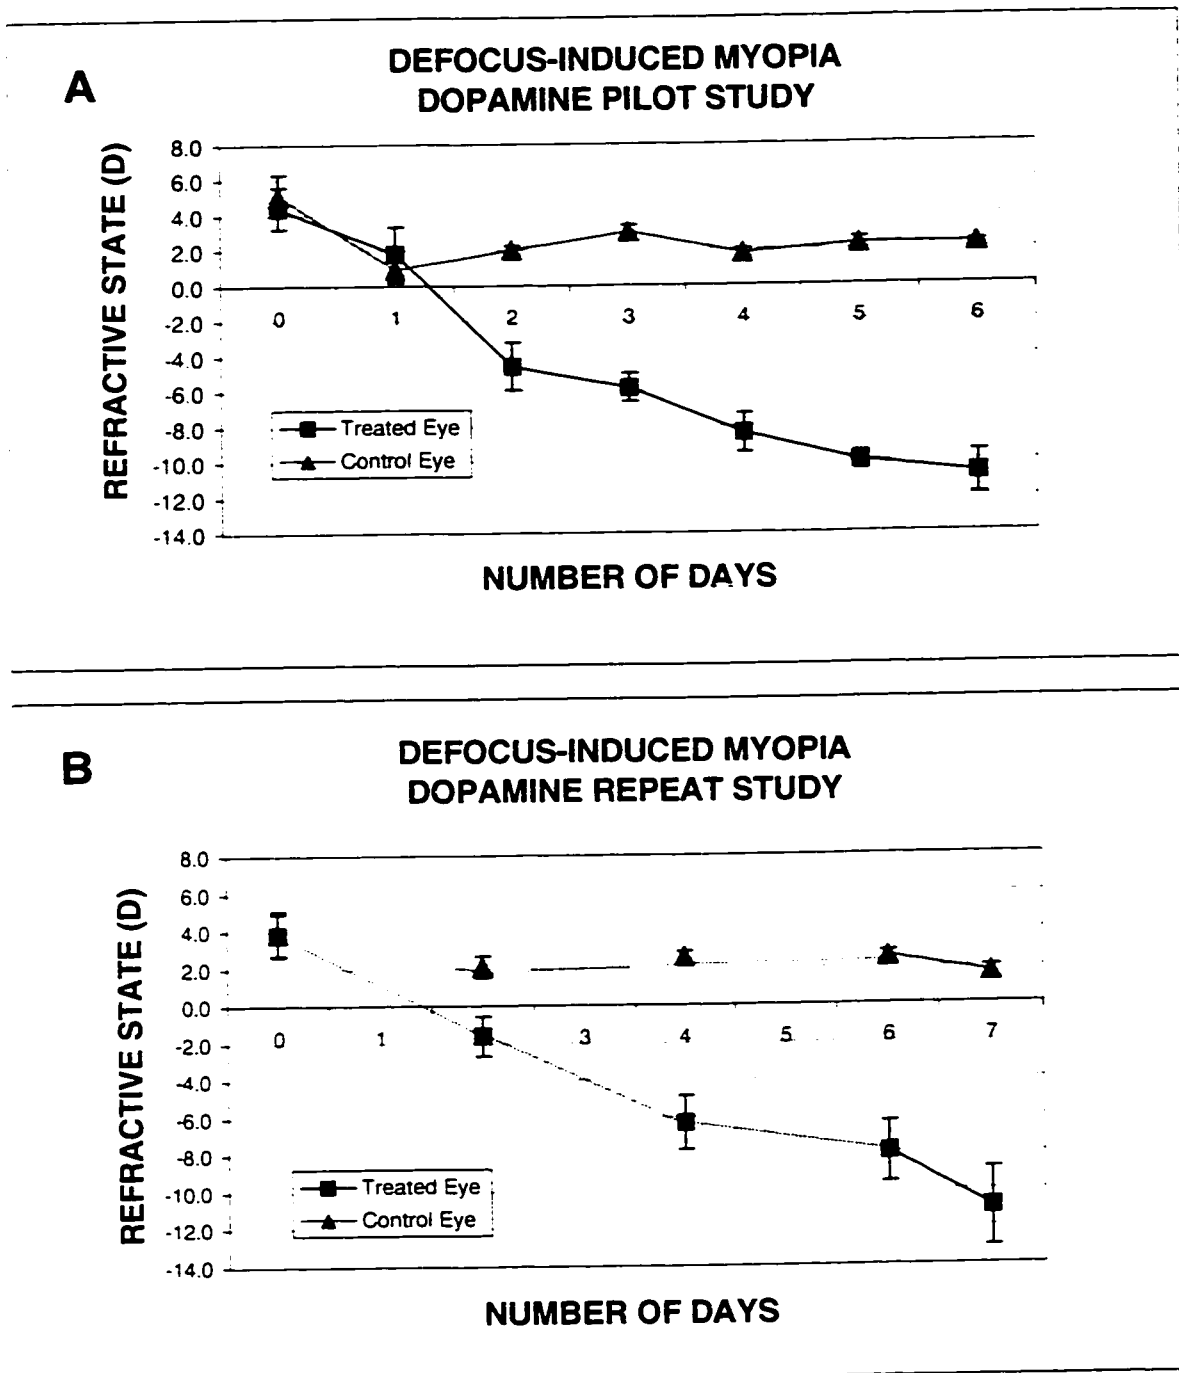 A
DEFOCUS-INDUCED MYOPIA
DOPAMINE PILOT STUDY
REFRACTIVE STATE (D)
8.0
6.0
4.0
2.0
0.0
-2.0
-4.0
-6.0
-8.0
-10.0
-12.0
-14.0
0 1 2 3 4 5 6
Treated Eye
Control Eye
NUMBER OF DAYS
B
DEFOCUS-INDUCED MYOPIA
DOPAMINE REPEAT STUDY
REFRACTIVE STATE (D)
8.0
6.0
4.0
2.0
0.0
-2.0
-4.0
-6.0
-8.0
-10.0
-12.0
-14.0
0 1 3 4 5 6 7
Treated Eye
Control Eye
NUMBER OF DAYS